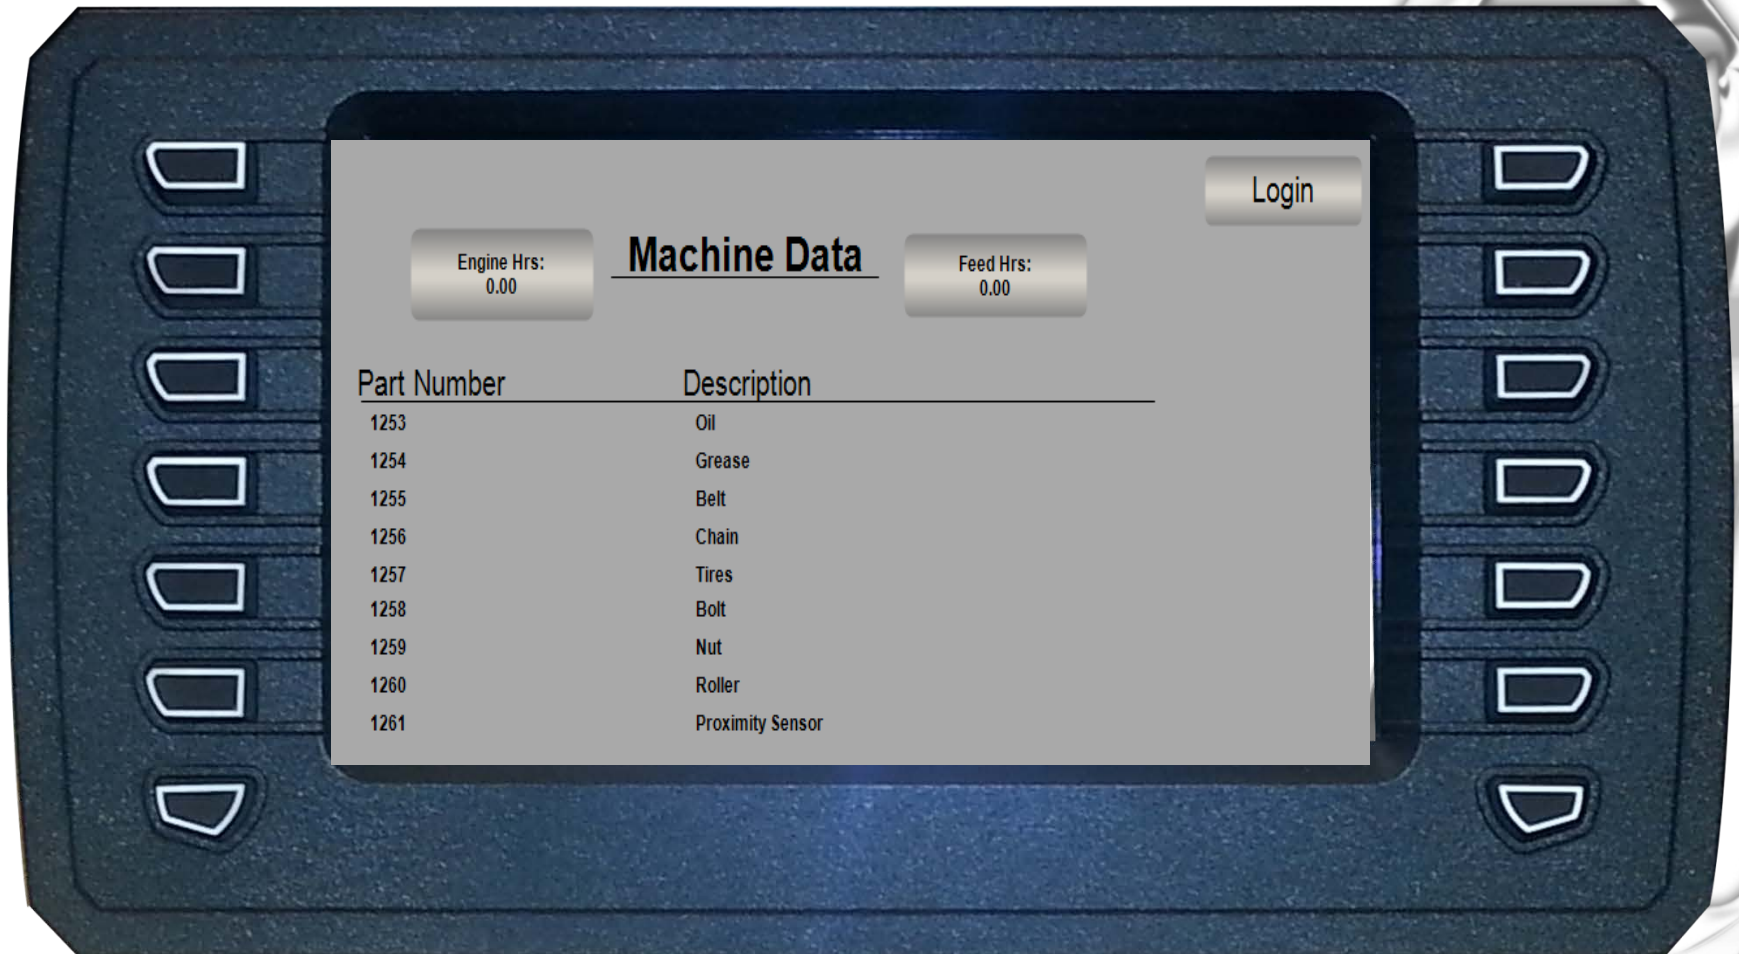 Login
Machine Data
Engine Hrs:
0.00
Feed Hrs:
0.00
Part Number Description
1253 Oil
1254 Grease
1255 Belt
1256 Chain
1257 Tires
1258 Bolt
1259 Nut
1260 Roller
1261 Proximity Sensor